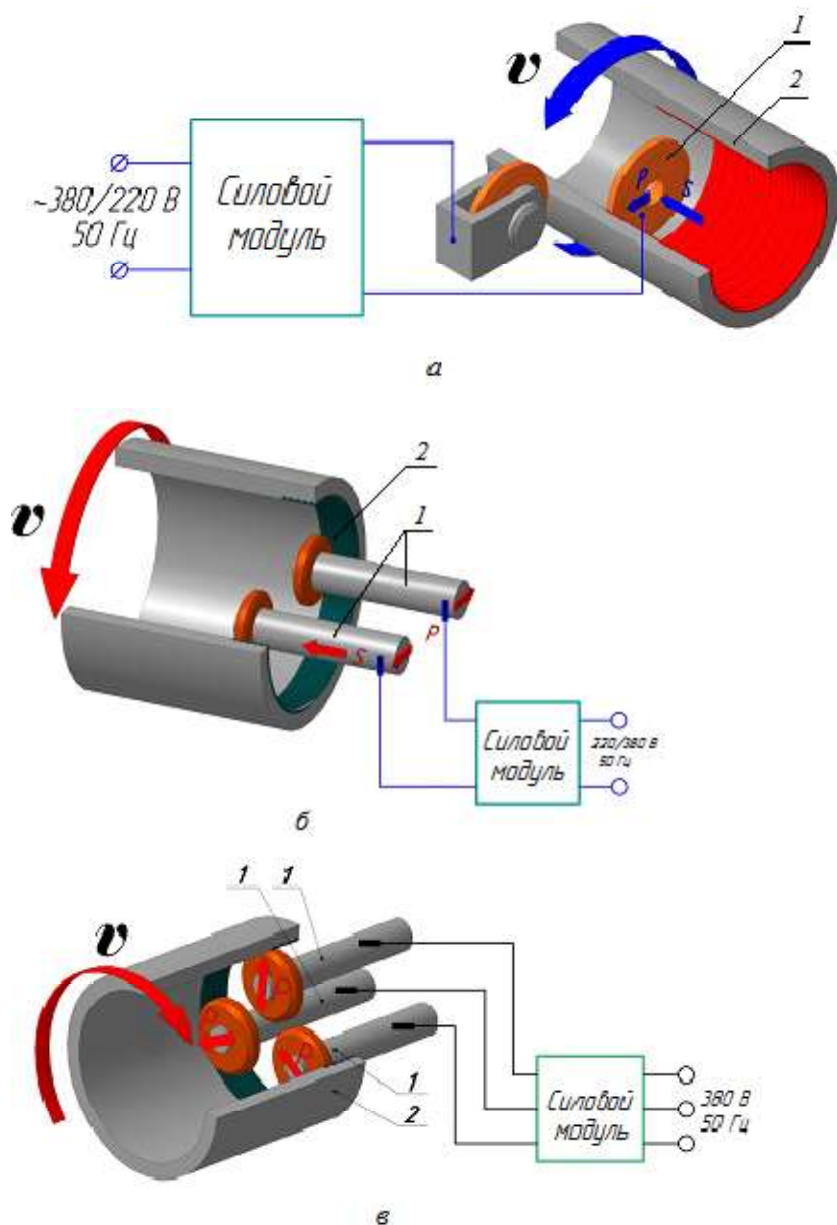 1
2
v
~380/220 В
50 Гц
Силовой
модуль
P
S
а
2
1
v
S
P
Силовой
модуль
220/380 В
50 Гц
б
1
1
v
P
P
P
1
2
Силовой
модуль
380 В
50 Гц
в